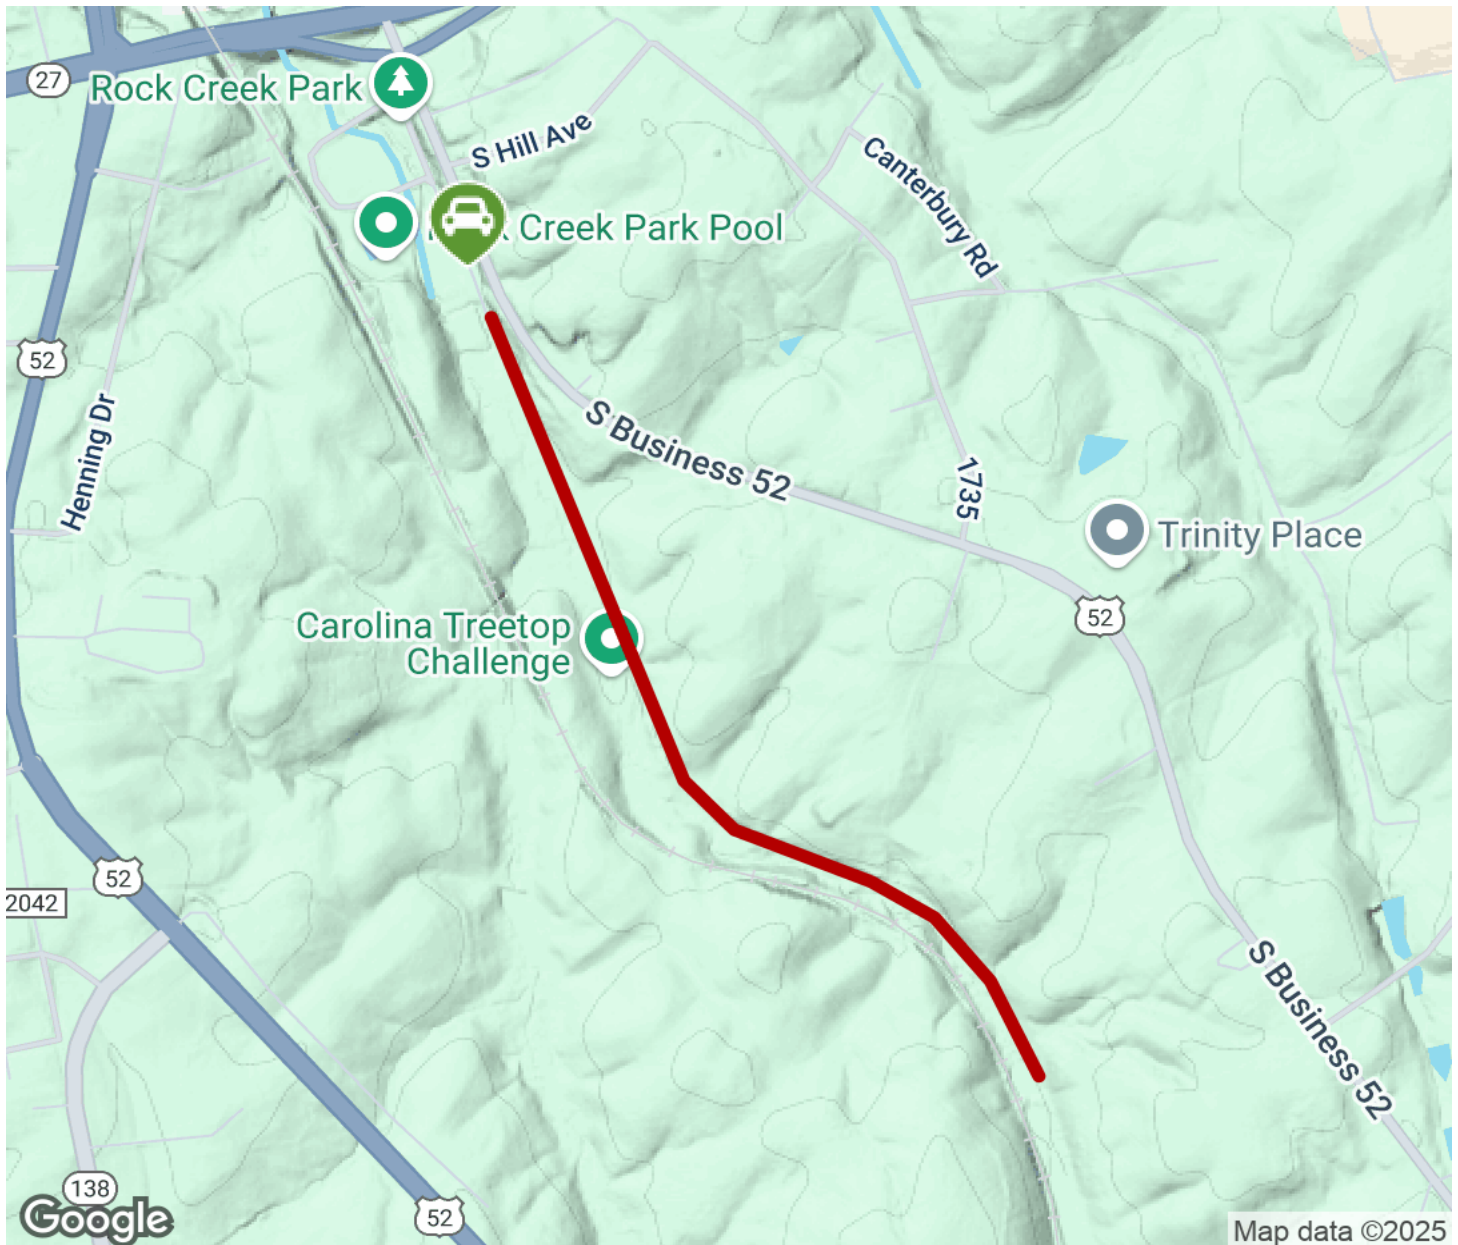 27
Rock Creek Park
S Hill Ave
Canterbury Rd
Creek Park Pool
52
Henning Dr
S Business 52
1735
Trinity Place
52
Carolina Treetop
Challenge
52
2042
S Business 52
138
52
Google
Map data ©2025